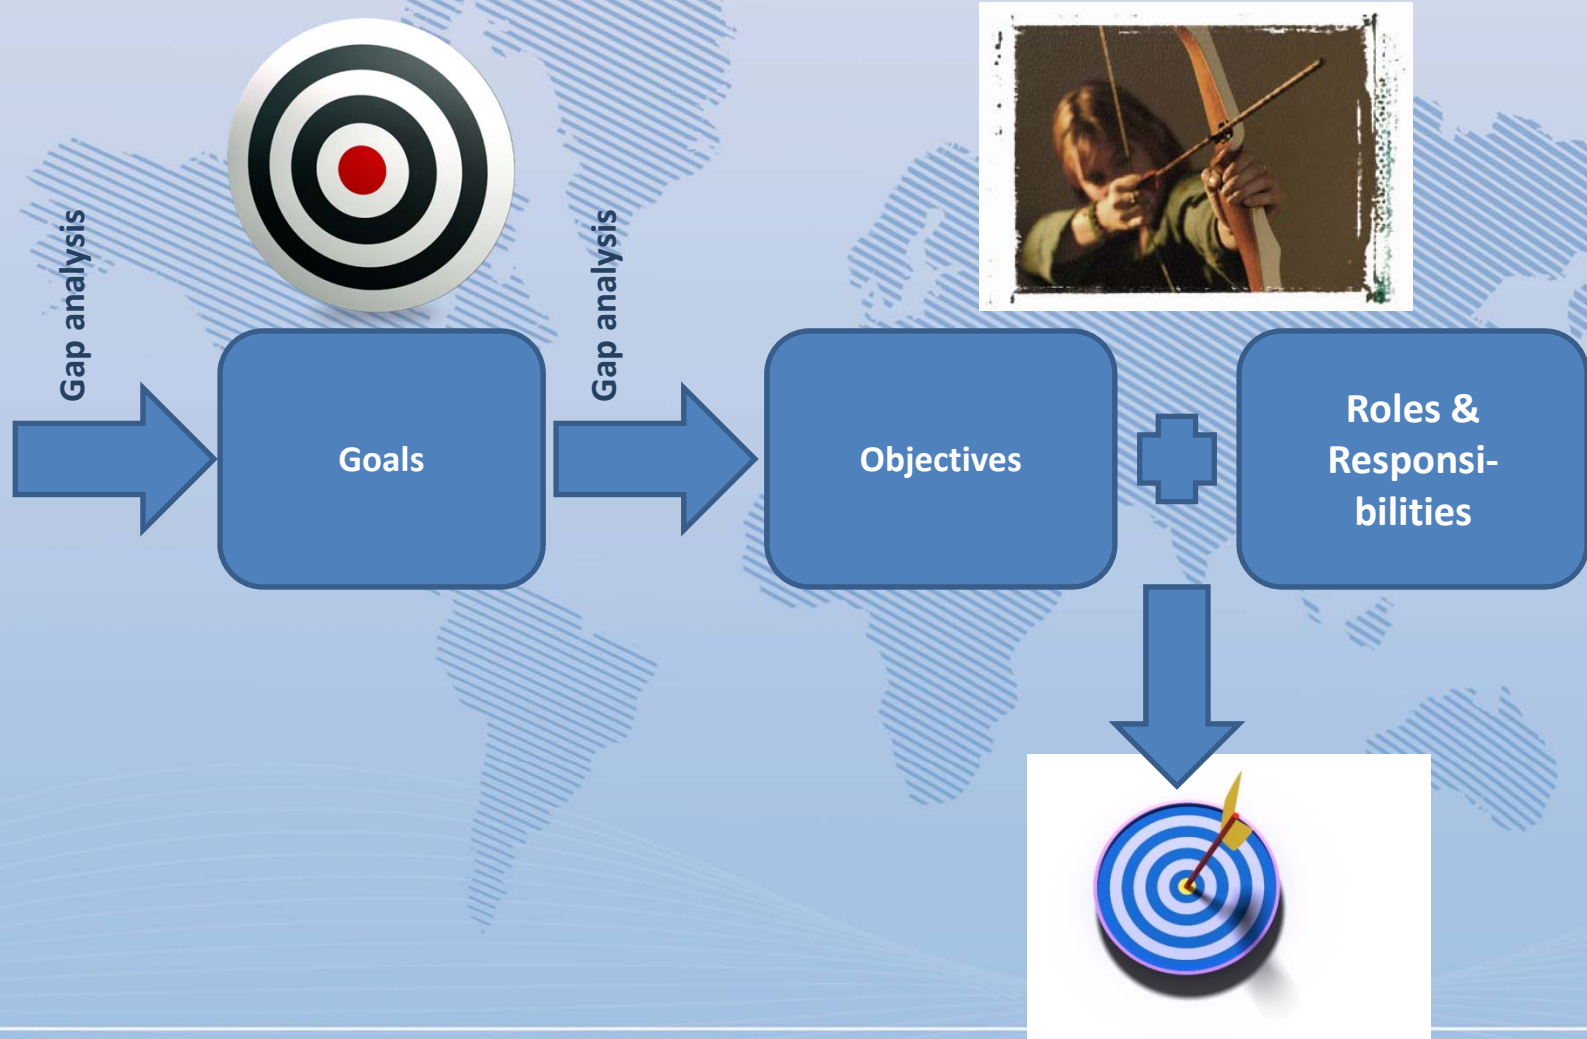 Gap analysis
Goals
Gap analysis
Objectives
Roles &
Responsi-
bilities